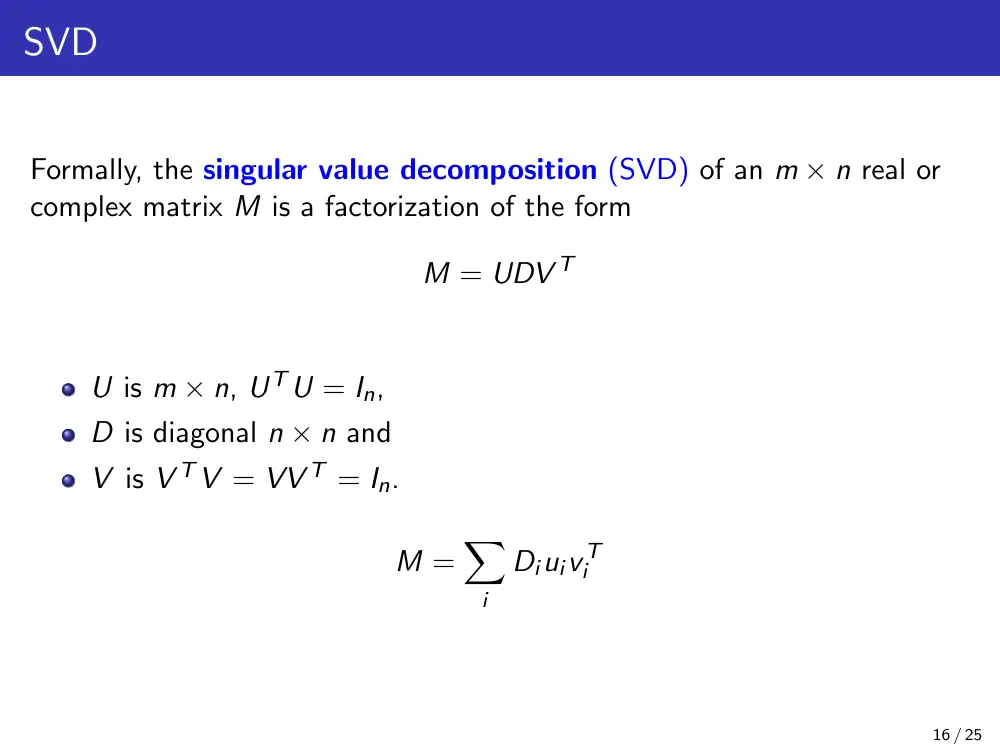 SVD
Formally, the singular value decomposition (SVD) of an m × n real or
complex matrix M is a factorization of the form
M = UDV^T
U is m × n, U^T U = I_n,
D is diagonal n × n and
V is V^T V = VV^T = I_n.
M = ∑_i D_i u_i v_i^T
16 / 25